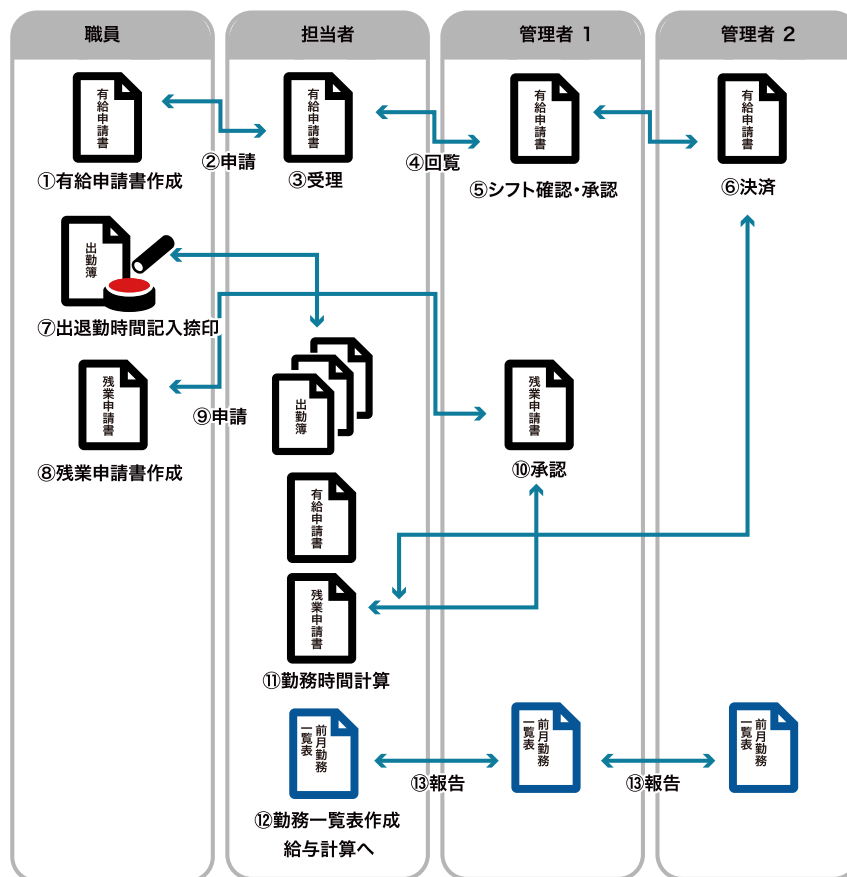 職員
担当者
管理者 1
管理者 2
有給申請書
有給申請書
有給申請書
有給申請書
①有給申請書作成
②申請
③受理
④回覧
⑤シフト確認・承認
⑥決済
出勤簿
⑦出退勤時間記入捺印
残業申請書
⑨申請
出勤簿
残業申請書
⑧残業申請書作成
⑩承認
有給申請書
残業申請書
⑪勤務時間計算
前月勤務
一覧表
前月勤務
一覧表
前月勤務
一覧表
⑬報告
⑬報告
⑫勤務一覧表作成
給与計算へ